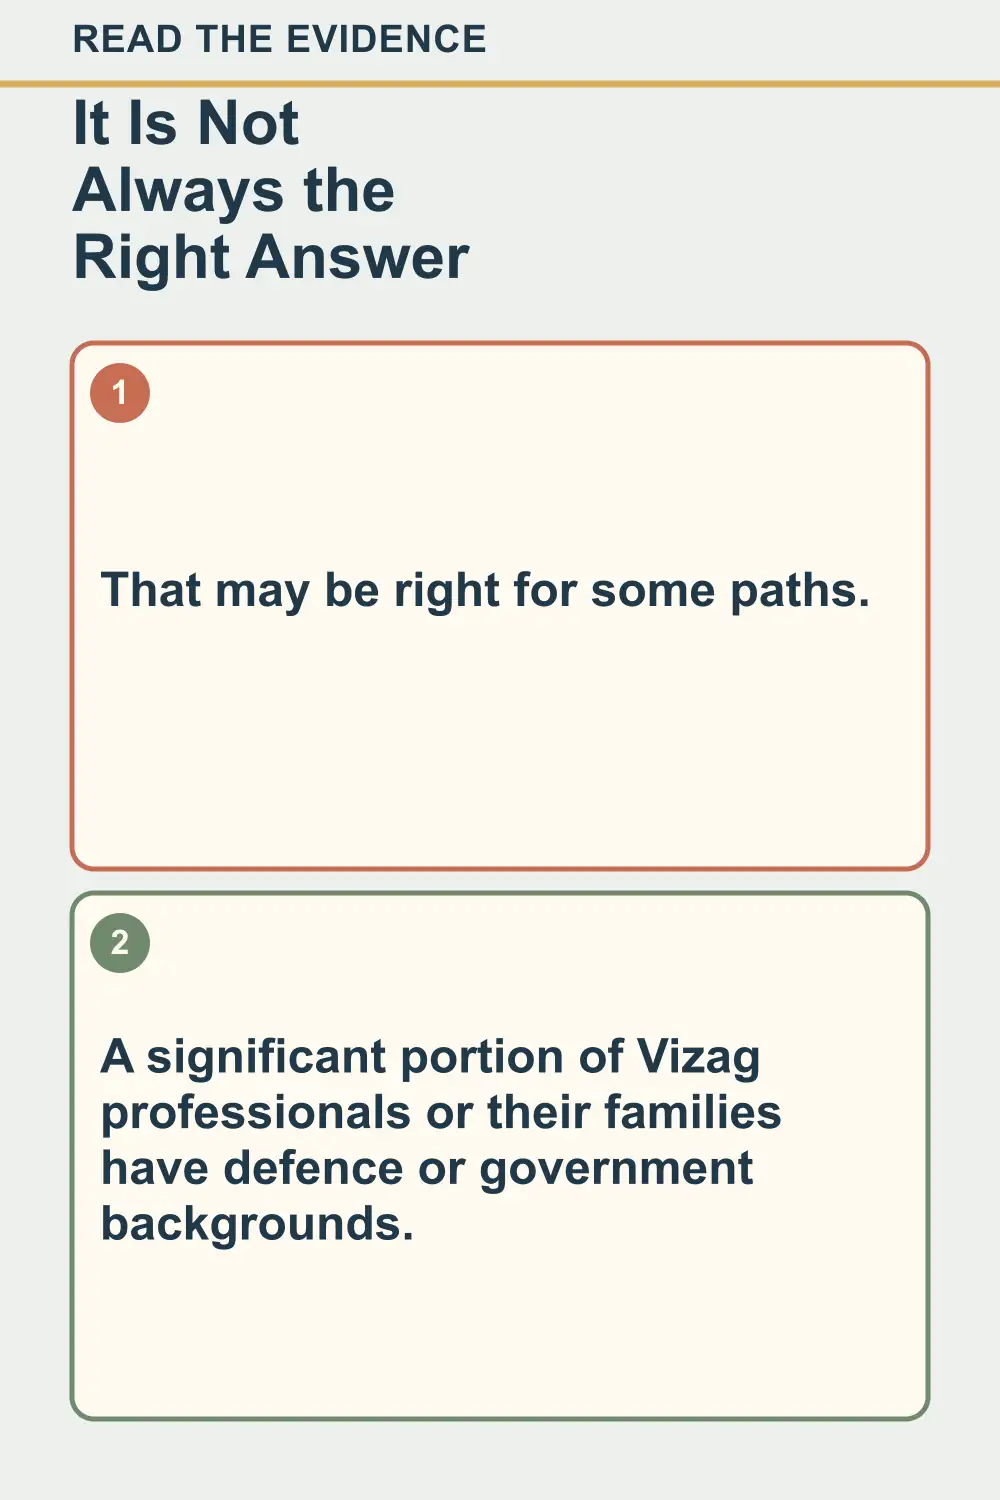 READ THE EVIDENCE
It Is Not
Always the
Right Answer
1
That may be right for some paths.
2
A significant portion of Vizag
professionals or their families
have defence or government
backgrounds.